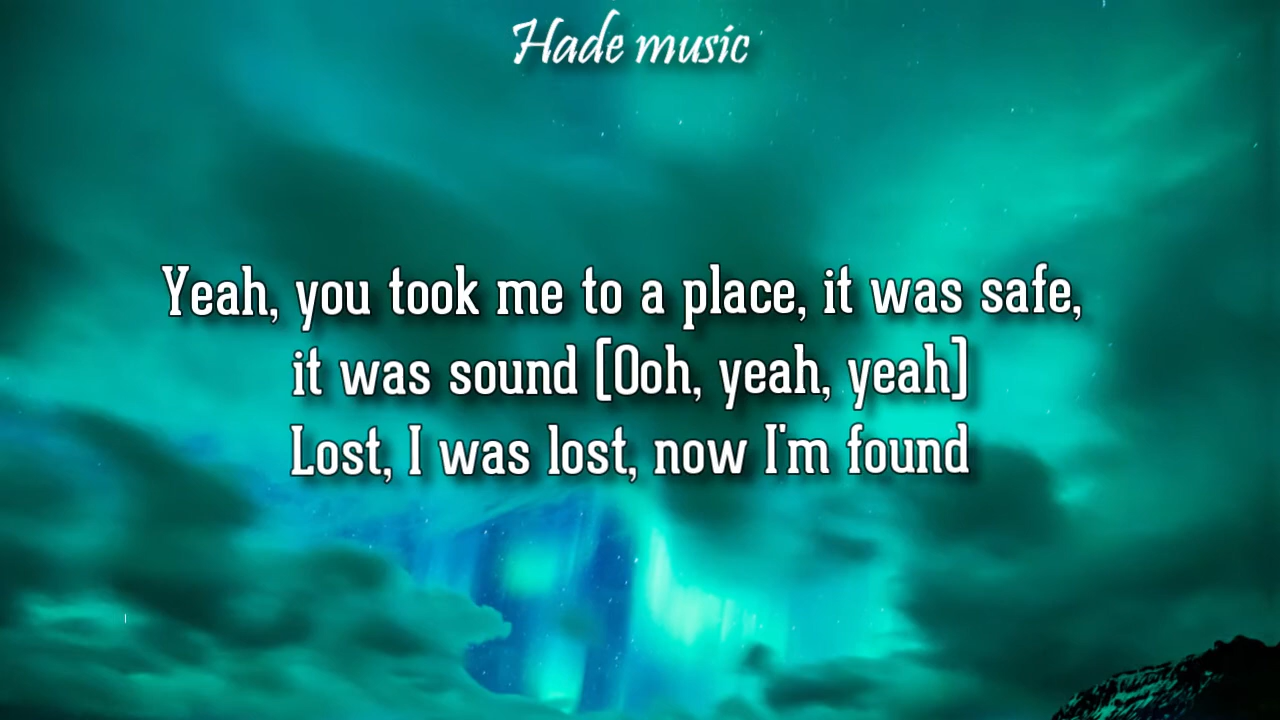 Hade music
Yeah, you took me to a place, it was safe,
it was sound [Ooh, yeah, yeah]
Lost, I was lost, now I'm found